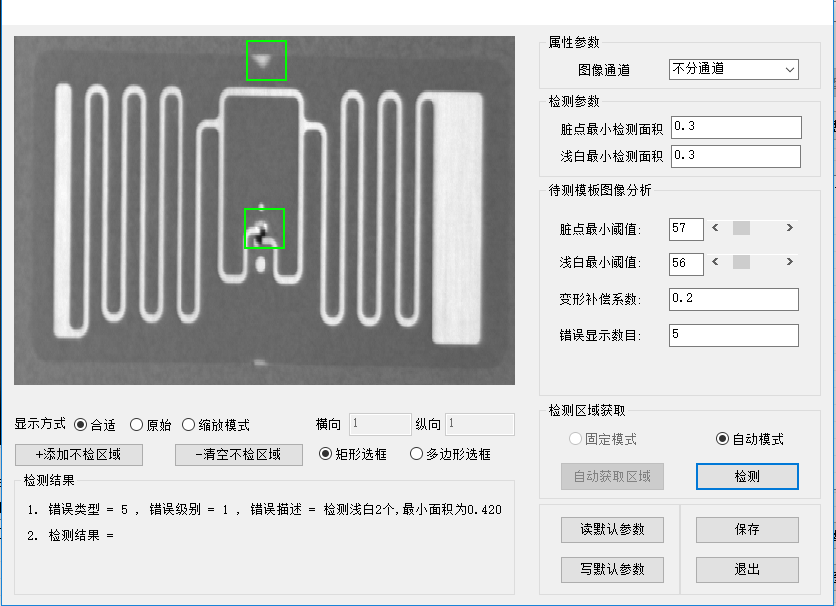 属性参数
图像通道 不分通道
检测参数
脏点最小检测面积 0.3
浅白最小检测面积 0.3
待测模板图像分析
脏点最小阈值: 57
浅白最小阈值: 56
变形补偿系数: 0.2
错误显示数目: 5
显示方式 合适 原始 缩放模式 横向 1 纵向 1
+添加不检区域 -清空不检区域 矩形选框 多边形选框
检测结果
1. 错误类型 = 5 , 错误级别 = 1 , 错误描述 = 检测浅白2个,最小面积为0.420
2. 检测结果 =
检测区域获取
固定模式 自动模式
自动获取区域 检测
读默认参数 保存
写默认参数 退出